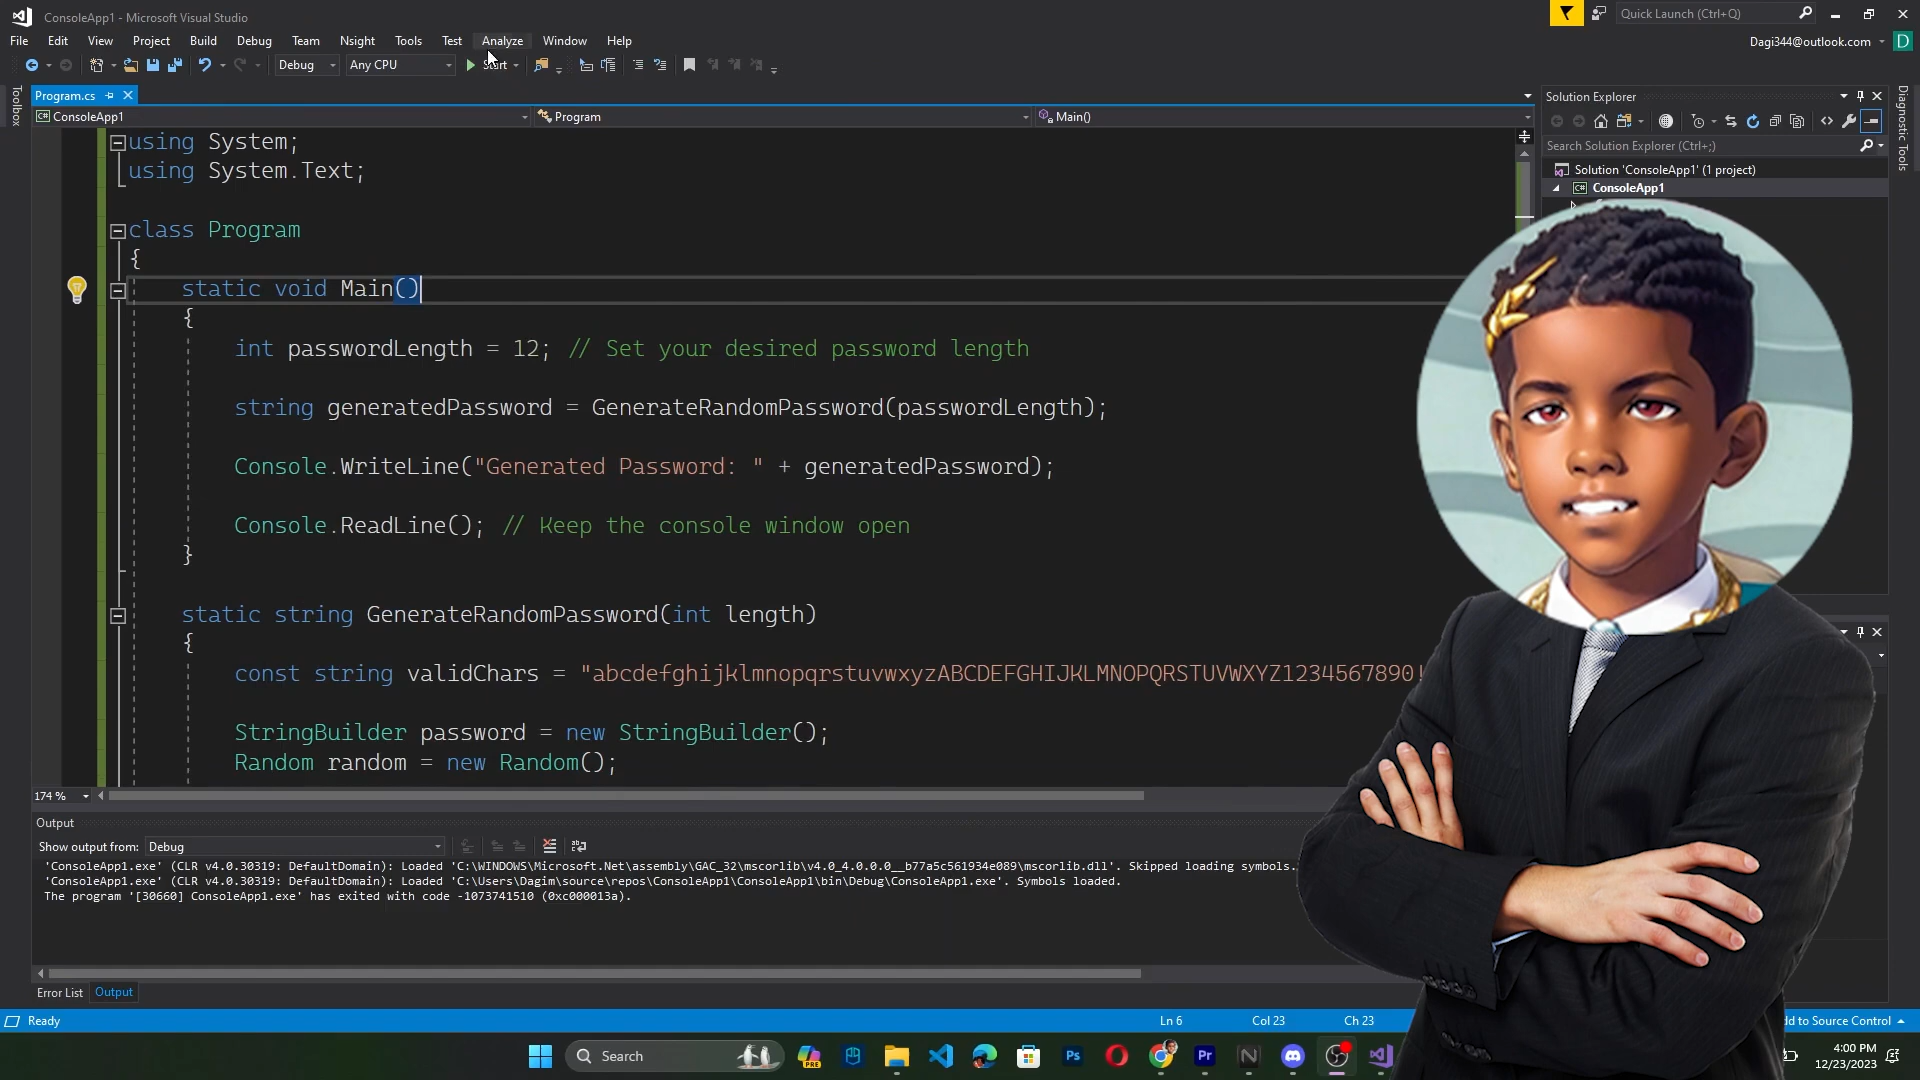 ConsoleApp1 - Microsoft Visual Studio
Quick Launch (Ctrl+Q)
File Edit View Project Build Debug Team Nsight Tools Test Analyze Window Help
Dagi344@outlook.com D
Debug Any CPU Start
Program.cs
Solution Explorer
Toolbox
Diagnostic Tools
ConsoleApp1 Program Main()
Search Solution Explorer (Ctrl+;)
Solution 'ConsoleApp1' (1 project)
ConsoleApp1
using System;
using System.Text;
class Program
{
static void Main()
{
int passwordLength = 12; // Set your desired password length
string generatedPassword = GenerateRandomPassword(passwordLength);
Console.WriteLine("Generated Password: " + generatedPassword);
Console.ReadLine(); // Keep the console window open
}
static string GenerateRandomPassword(int length)
{
const string validChars = "abcdefghijklmnopqrstuvwxyzABCDEFGHIJKLMNOPQRSTUVWXYZ1234567890!
StringBuilder password = new StringBuilder();
Random random = new Random();
174 %
Output
Show output from: Debug
'ConsoleApp1.exe' (CLR v4.0.30319: DefaultDomain): Loaded 'C:\WINDOWS\Microsoft.Net\assembly\GAC_32\mscorlib\v4.0_4.0.0.0__b77a5c561934e089\mscorlib.dll'. Skipped loading symbols.
'ConsoleApp1.exe' (CLR v4.0.30319: DefaultDomain): Loaded 'C:\Users\Dagim\source\repos\ConsoleApp1\ConsoleApp1\bin\Debug\ConsoleApp1.exe'. Symbols loaded.
The program '[30660] ConsoleApp1.exe' has exited with code -1073741510 (0xc000013a).
Error List Output
Ready Ln 6 Col 23 Ch 23 dd to Source Control
Search
PRE
Ps
Pr
4:00 PM
12/23/2023